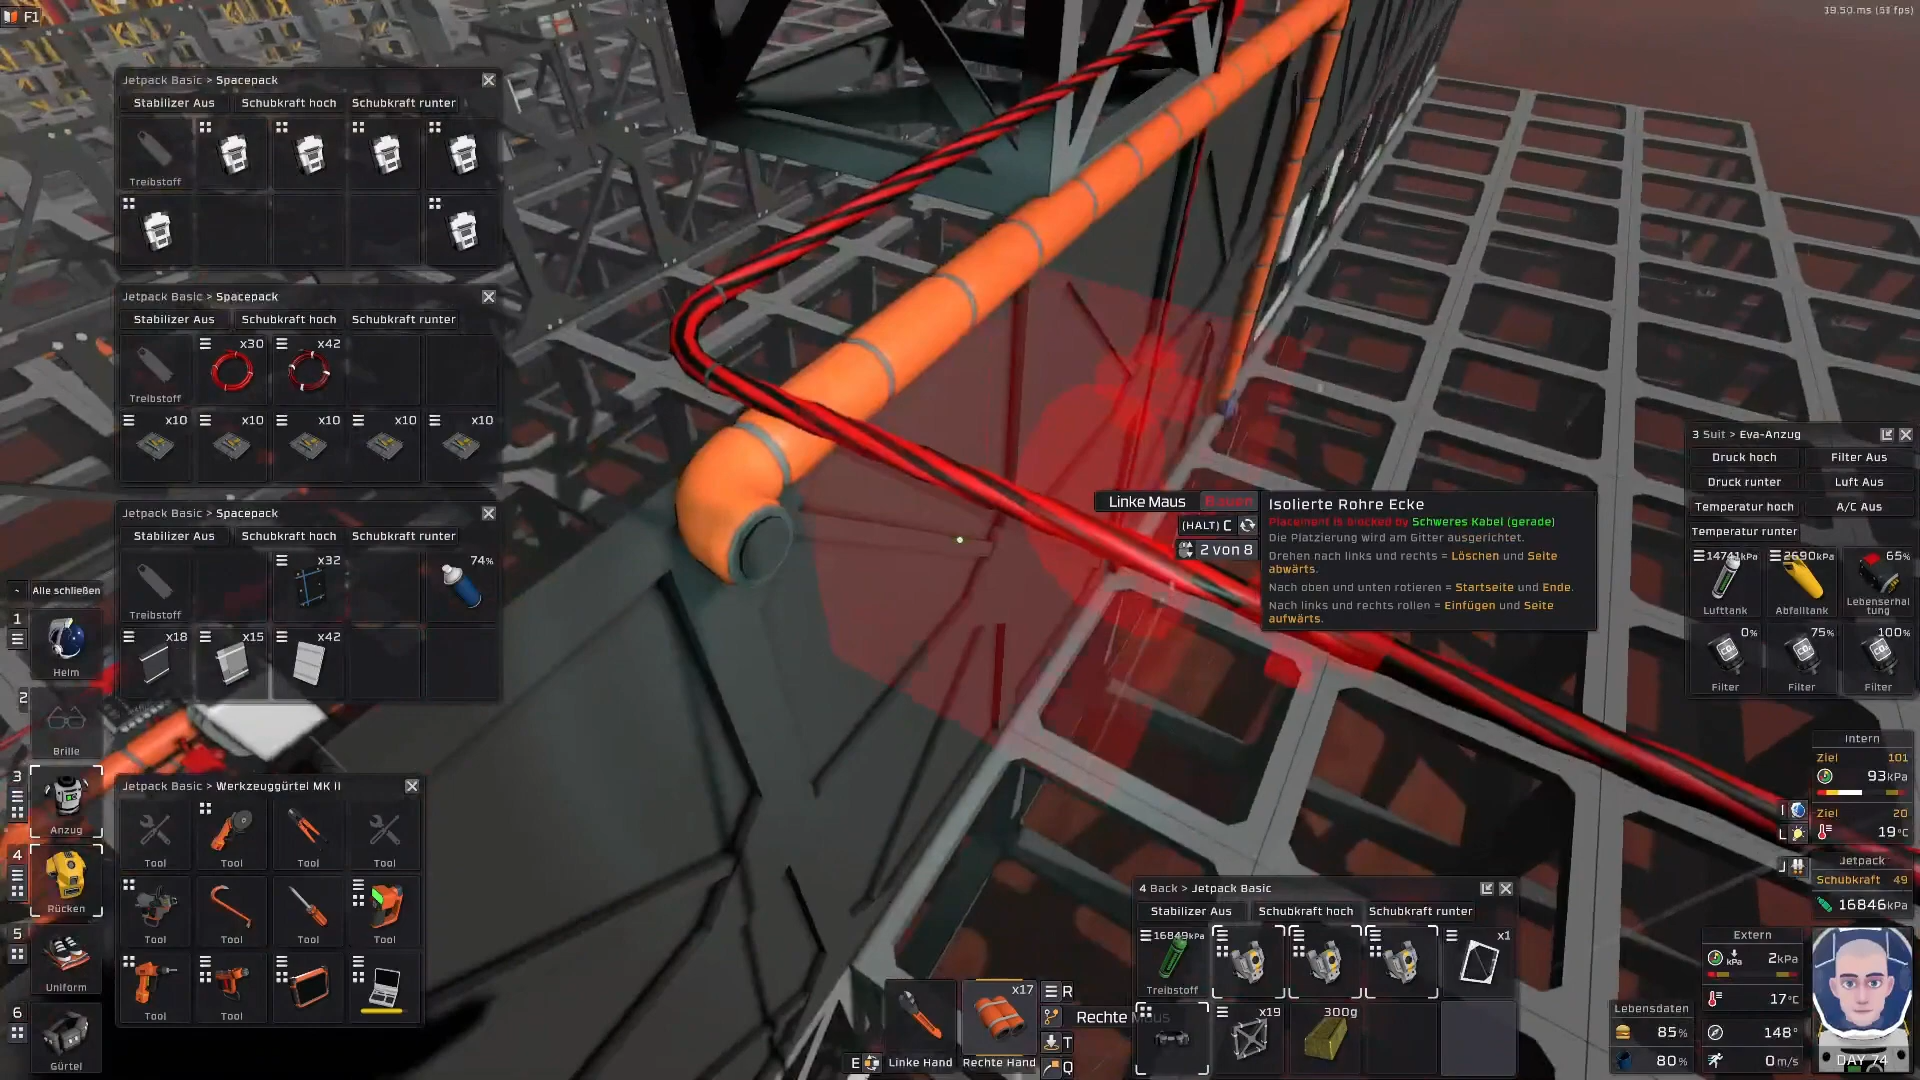 F1
19.50 ms (51 fps)
Jetpack Basic > Spacepack
Stabilizer Aus
Schubkraft hoch
Schubkraft runter
Treibstoff
Jetpack Basic > Spacepack
Stabilizer Aus
Schubkraft hoch
Schubkraft runter
x30
x42
Treibstoff
x10
x10
x10
x10
x10
Jetpack Basic > Spacepack
Stabilizer Aus
Schubkraft hoch
Schubkraft runter
x32
74%
Treibstoff
x18
x15
x42
Alle schließen
1
Helm
2
Brille
3
Anzug
4
Rücken
5
Uniform
6
Gürtel
Jetpack Basic > Werkzeuggürtel MK II
Tool
Tool
Tool
Tool
Tool
Tool
Tool
Tool
Tool
Tool
Linke Maus
Bauen
(HALT) C
2 von 8
Isolierte Rohre Ecke
Placement is blocked by Schweres Kabel (gerade)
Die Platzierung wird am Gitter ausgerichtet.
Drehen nach links und rechts = Löschen und Seite
abwärts.
Nach oben und unten rotieren = Startseite und Ende.
Nach links und rechts rollen = Einfügen und Seite
aufwärts.
3 Suit > Eva-Anzug
Druck hoch
Filter Aus
Druck runter
Luft Aus
Temperatur hoch
A/C Aus
Temperatur runter
14741kPa
2690kPa
65%
Lufttank
Abfalltank
Lebenserhal
tung
0%
75%
100%
Filter
Filter
Filter
Intern
Ziel 101
93kPa
Ziel 20
19°C
I
L
J
Jetpack
Schubkraft 49
16846kPa
4 Back > Jetpack Basic
Stabilizer Aus
Schubkraft hoch
Schubkraft runter
16849kPa
x1
Treibstoff
x19
300g
x17
R
Rechte
T
Q
E
Linke Hand
Rechte Hand
Extern
kPa
2kPa
17°C
Lebensdaten
85%
148°
80%
0m/s
DAY 74